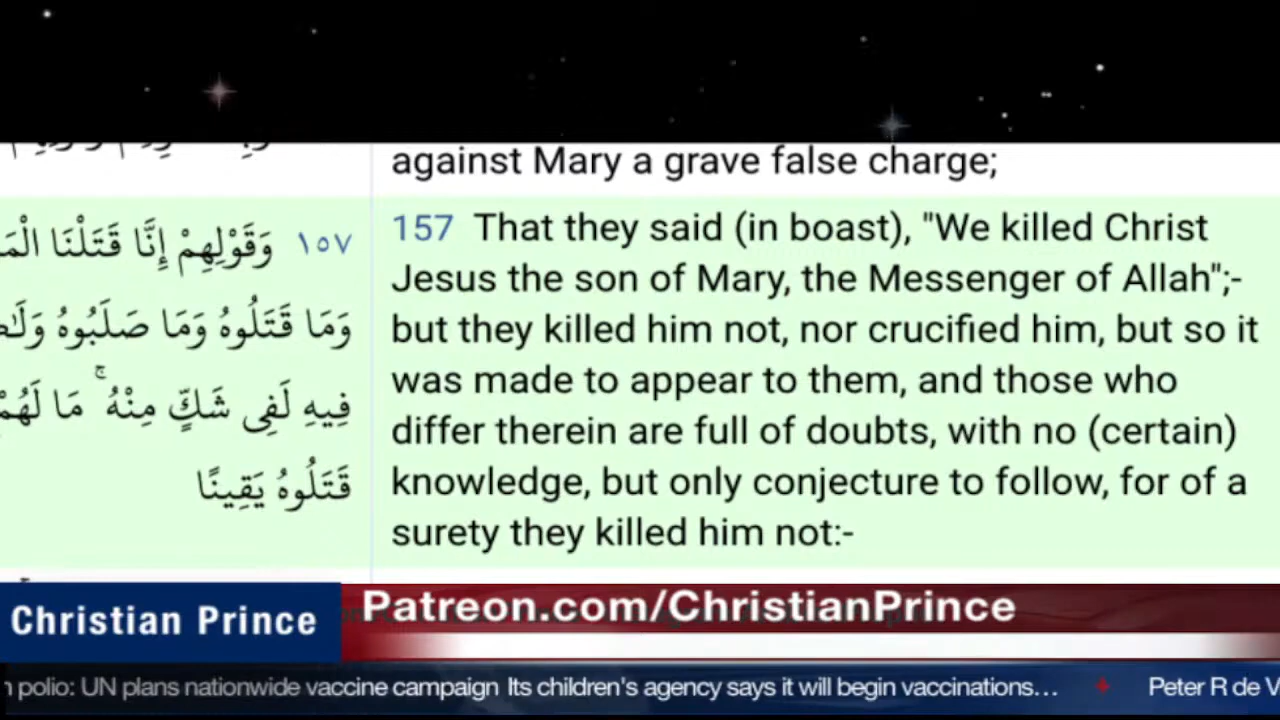 against Mary a grave false charge;
157 That they said (in boast), "We killed Christ
Jesus the son of Mary, the Messenger of Allah";-
but they killed him not, nor crucified him, but so it
was made to appear to them, and those who
differ therein are full of doubts, with no (certain)
knowledge, but only conjecture to follow, for of a
surety they killed him not:-
١٥٧ وَقَوْلِهِمْ إِنَّا قَتَلْنَا
وَمَا قَتَلُوهُ وَمَا صَلَبُوهُ
فِيهِ لَفِى شَكٍّ مِنْهُ ۚ مَا لَهُمْ
قَتَلُوهُ يَقِينًا
Christian Prince
Patreon.com/ChristianPrince
polio: UN plans nationwide vaccine campaign Its children's agency says it will begin vaccinations... Peter R de